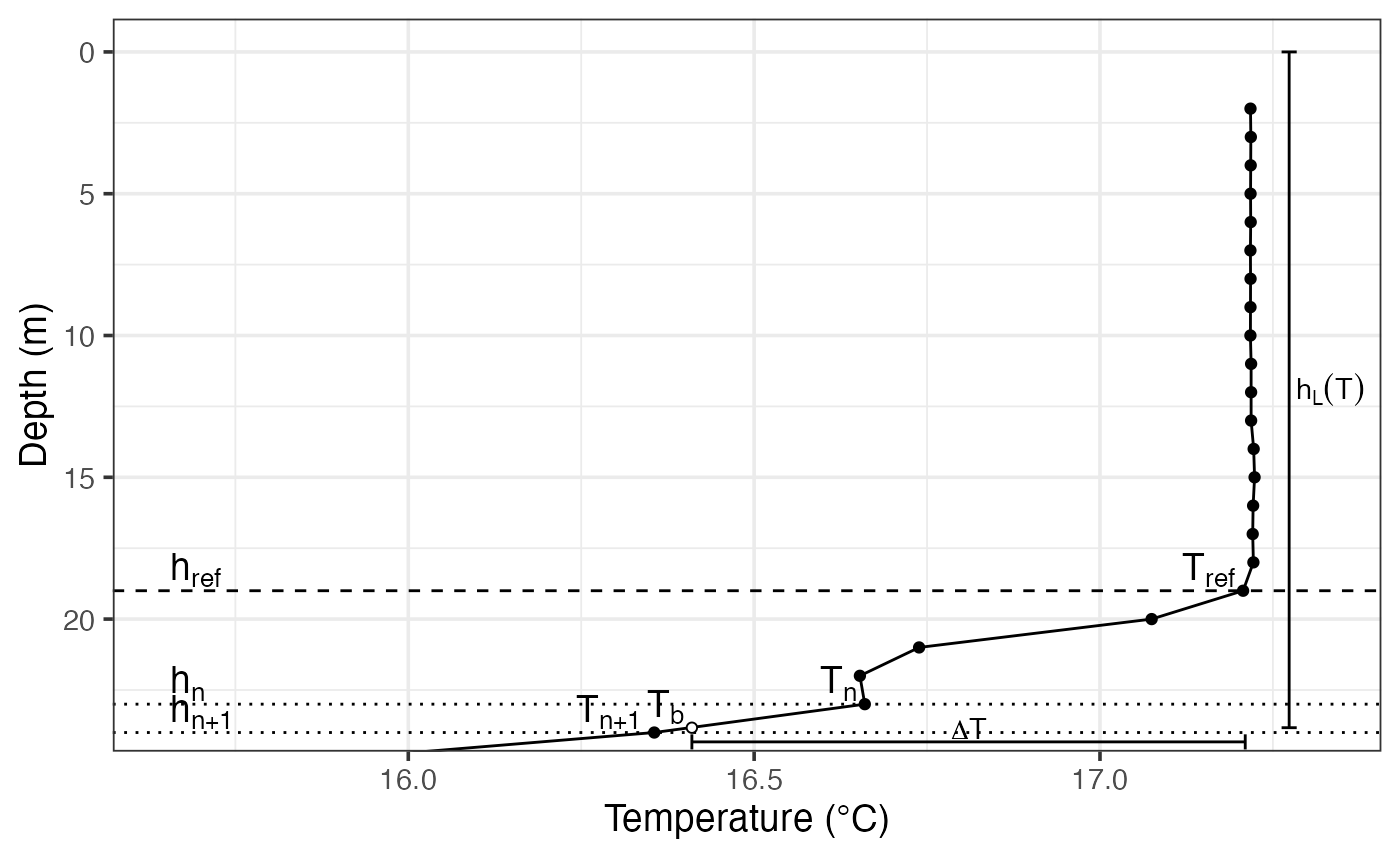 0
5
10
15
20
Depth (m)
h_L(T)
h_ref
T_ref
h_n
T_n
h_n+1
T_n+1
T_b
ΔT
16.0
16.5
17.0
Temperature (°C)